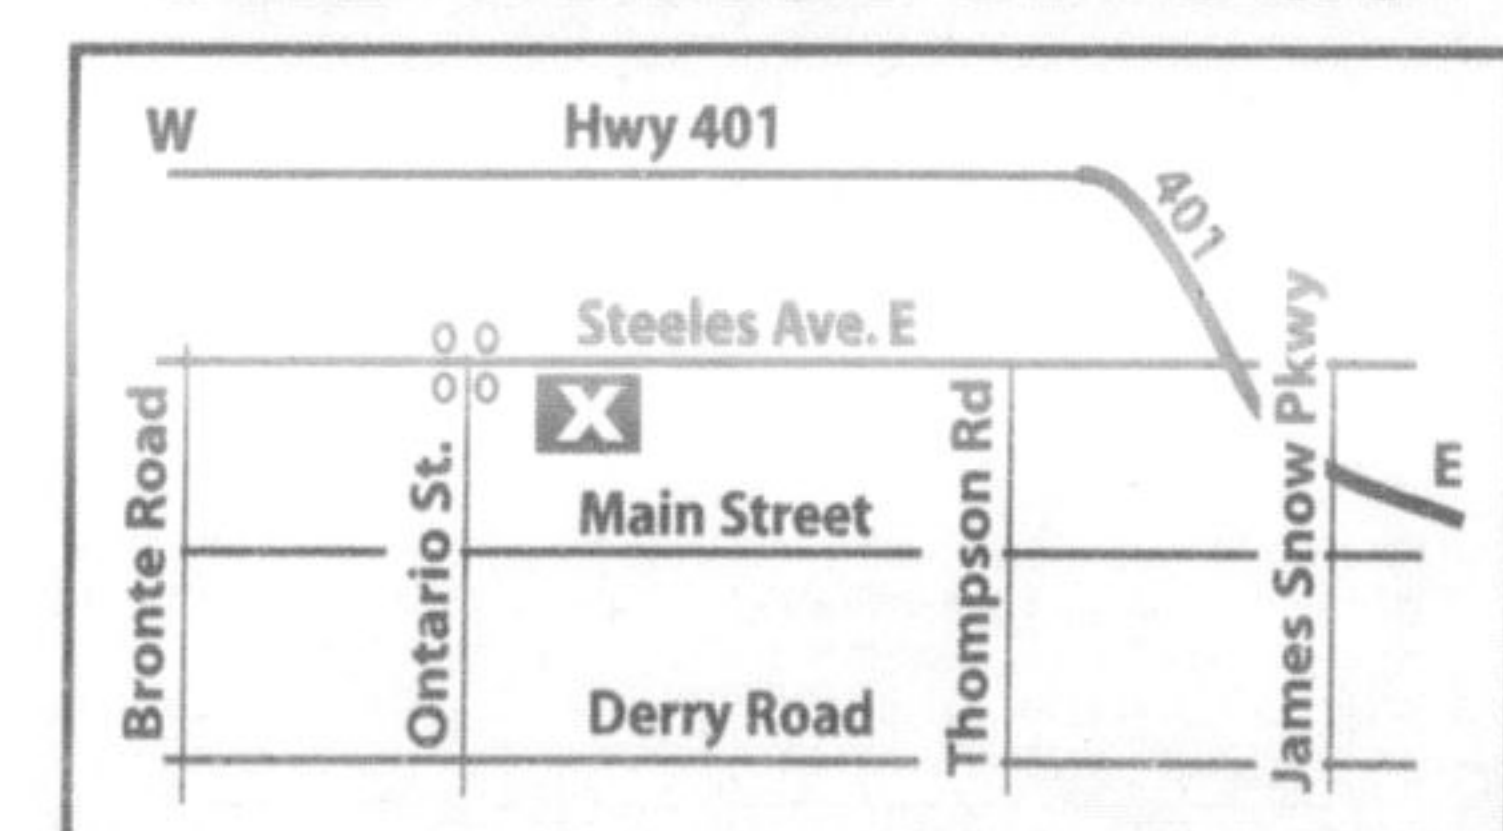 W
Hwy 401
401
Steeles Ave. E
X
Bronte Road
Ontario St.
Main Street
Thompson Rd
James Snow Pkwy
E
Derry Road